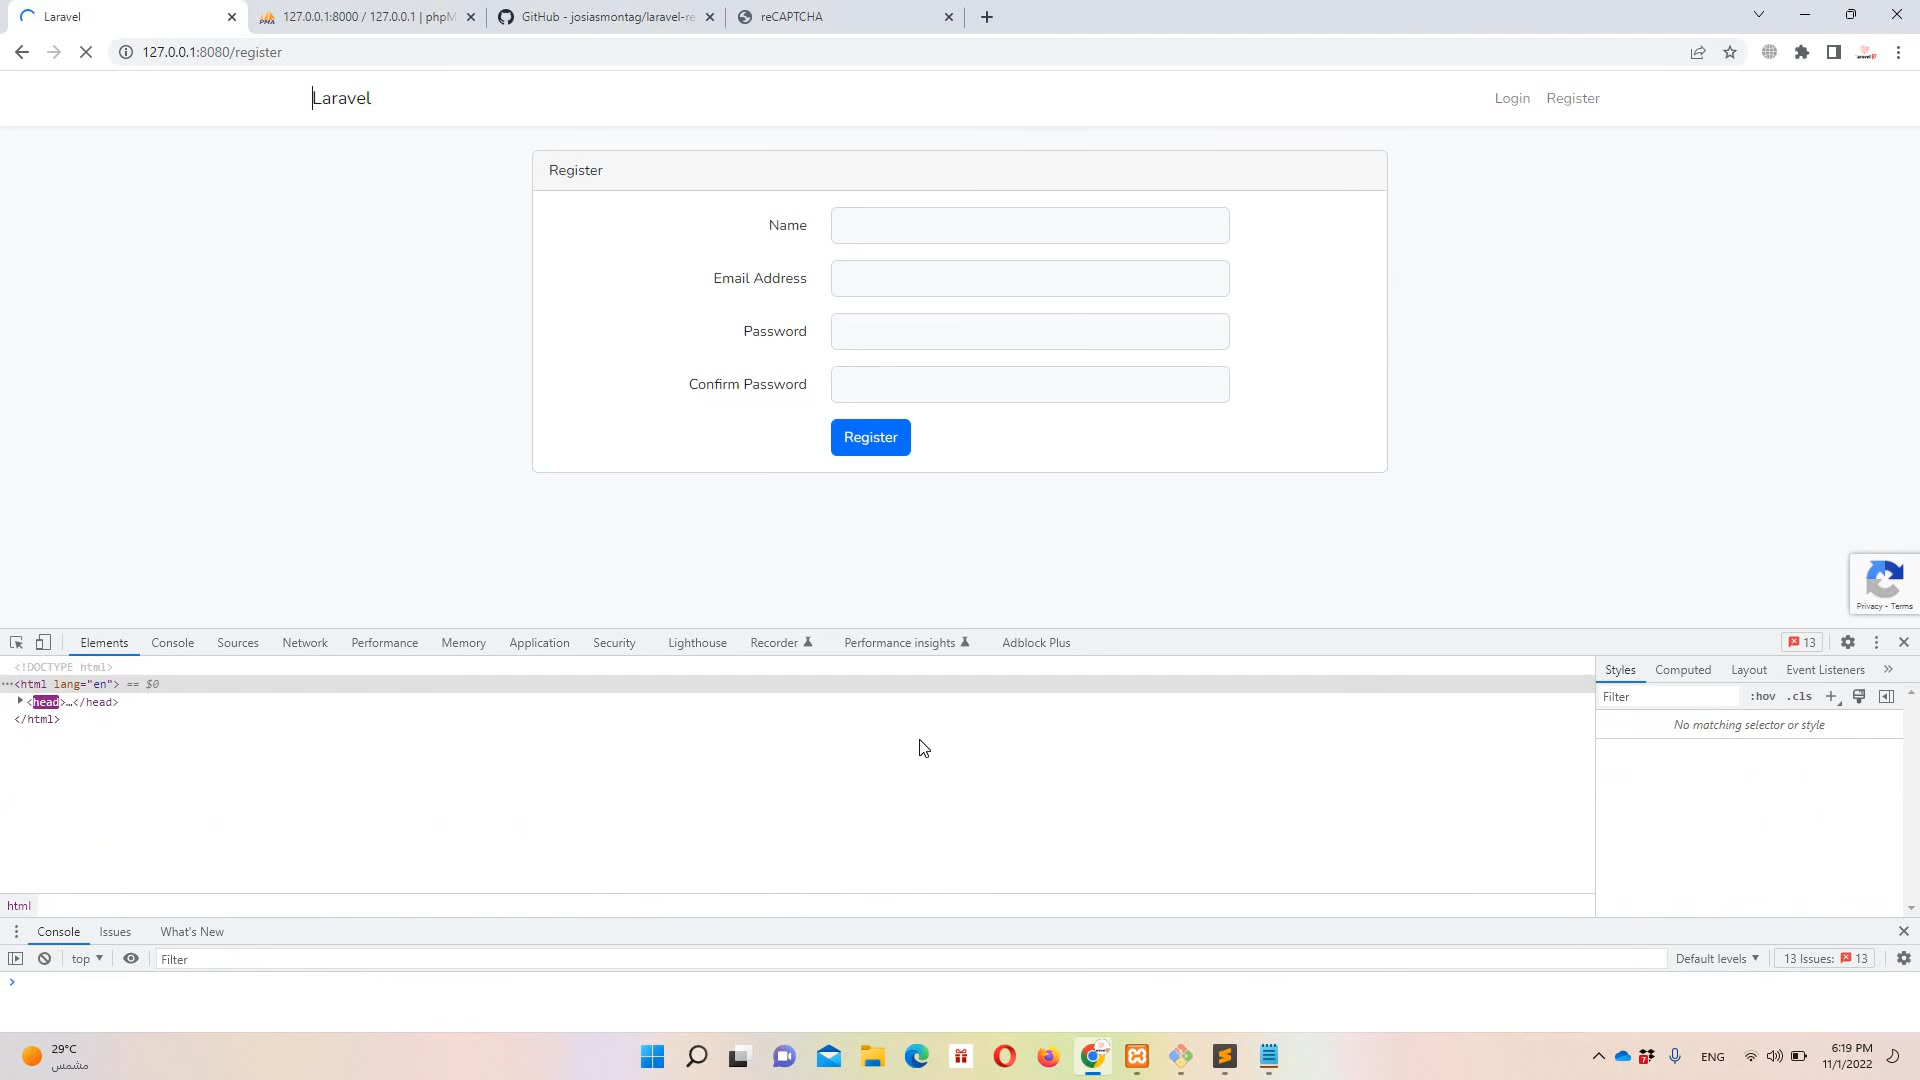 Laravel
127.0.0.1:8000 / 127.0.0.1 | phpM
GitHub - josiasmontag/laravel-re
reCAPTCHA
127.0.0.1:8080/register
Laravel
Login
Register
Register
Name
Email Address
Password
Confirm Password
Register
Privacy - Terms
Elements
Console
Sources
Network
Performance
Memory
Application
Security
Lighthouse
Recorder
Performance insights
Adblock Plus
13
<!DOCTYPE html>
<html lang="en"> == $0
<head>…</head>
</html>
Styles
Computed
Layout
Event Listeners
Filter
:hov
.cls
No matching selector or style
html
Console
Issues
What's New
top
Filter
Default levels
13 Issues:
13
29°C
مشمس
ENG
6:19 PM
11/1/2022